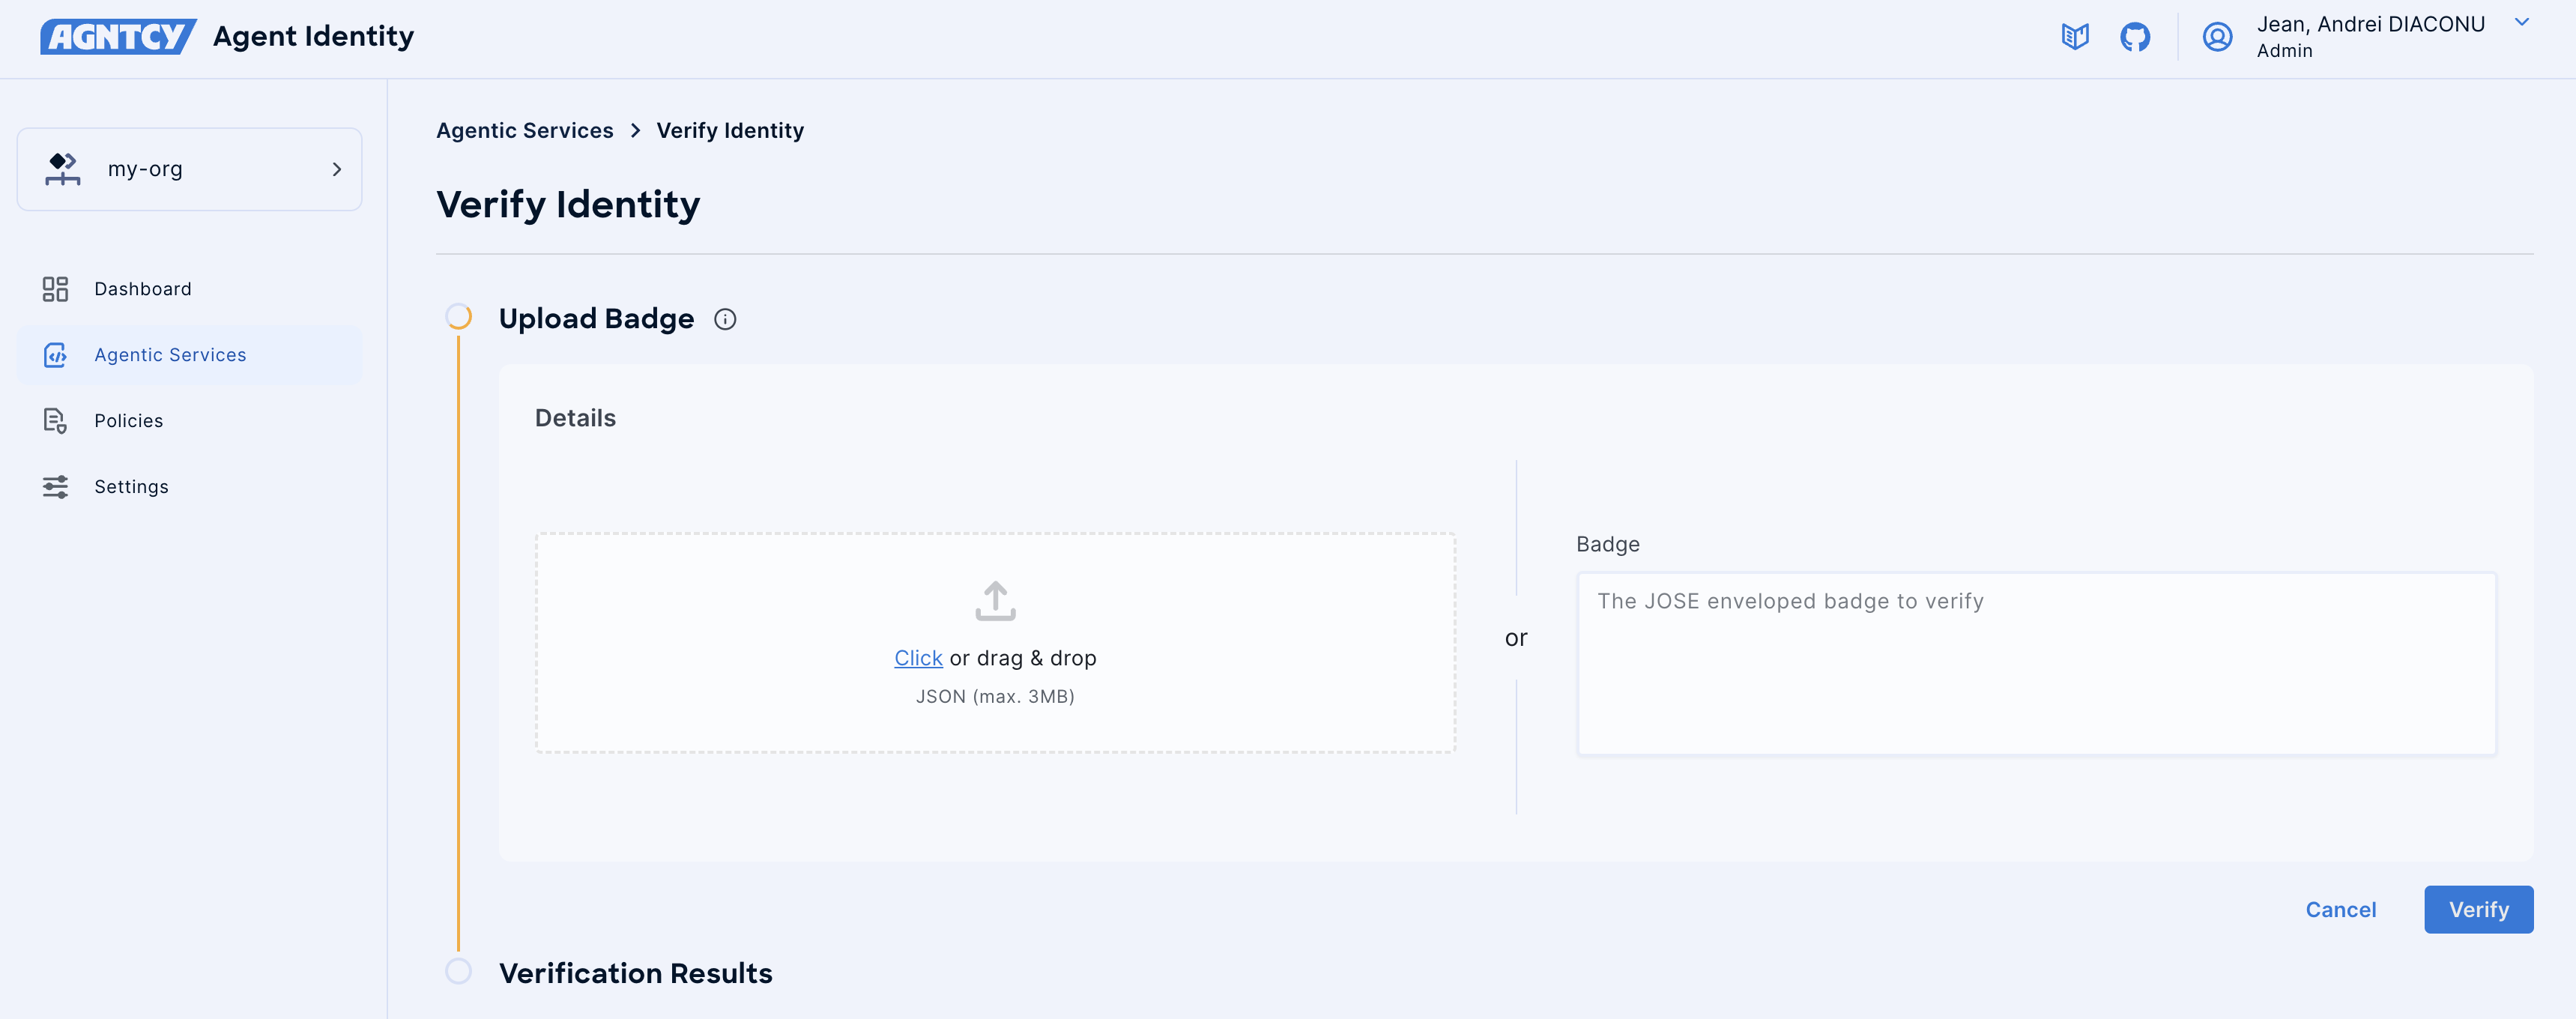 AGNTCY Agent Identity
Jean, Andrei DIACONU
Admin
my-org
Dashboard
Agentic Services
Policies
Settings
Agentic Services > Verify Identity
Verify Identity
Upload Badge
Details
Click or drag & drop
JSON (max. 3MB)
or
Badge
The JOSE enveloped badge to verify
Cancel
Verify
Verification Results